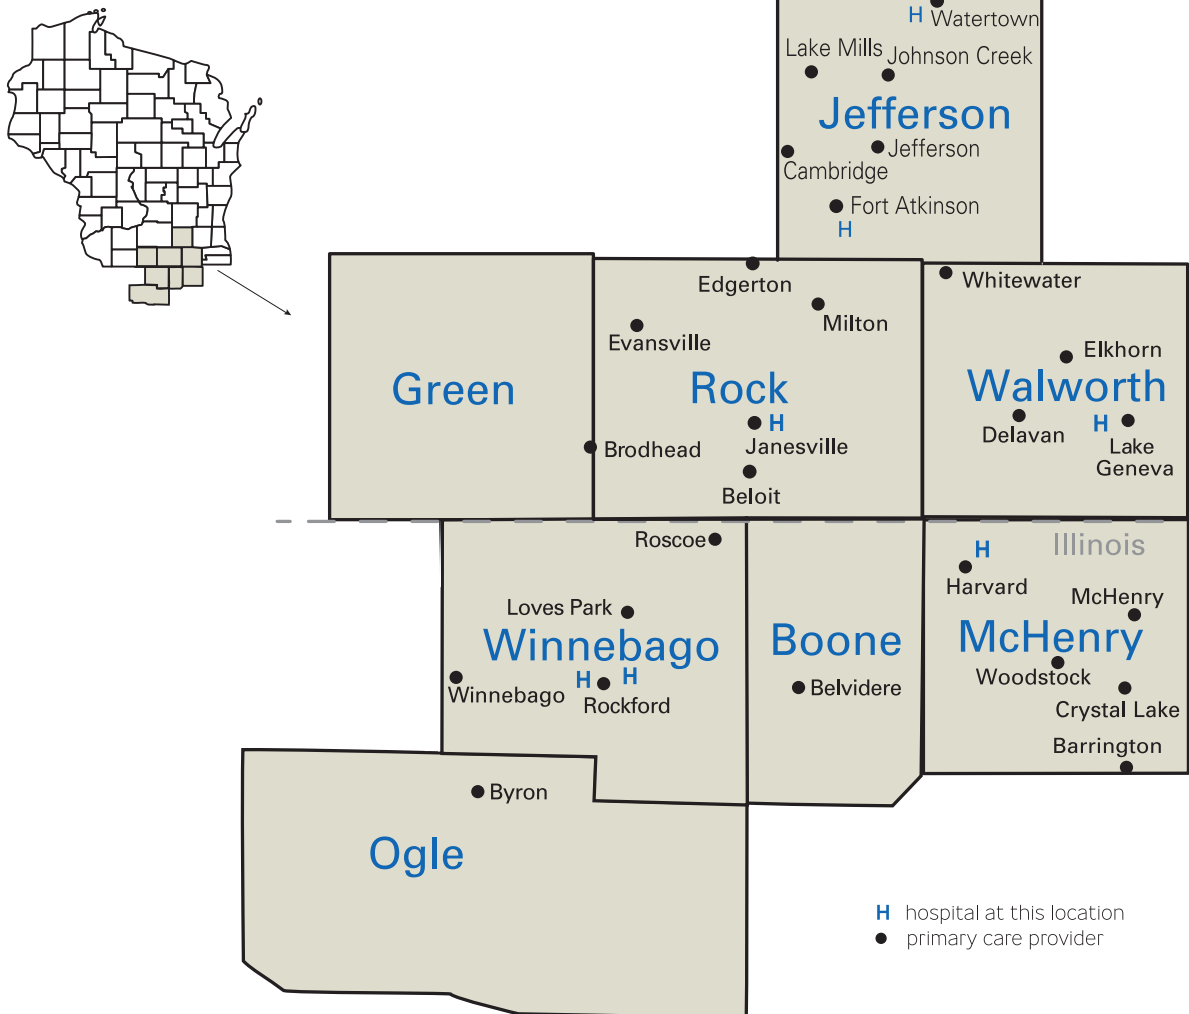 H Watertown
Lake Mills
Johnson Creek
Jefferson
Jefferson
Cambridge
Fort Atkinson
H
Edgerton
Whitewater
Milton
Evansville
Elkhorn
Green
Rock
Walworth
H
Janesville
Delavan
H
Lake
Geneva
Brodhead
Beloit
Roscoe
H
Illinois
Harvard
McHenry
Loves Park
Winnebago
Boone
McHenry
H
H
Winnebago
Rockford
Belvidere
Woodstock
Crystal Lake
Barrington
Byron
Ogle
H hospital at this location
primary care provider